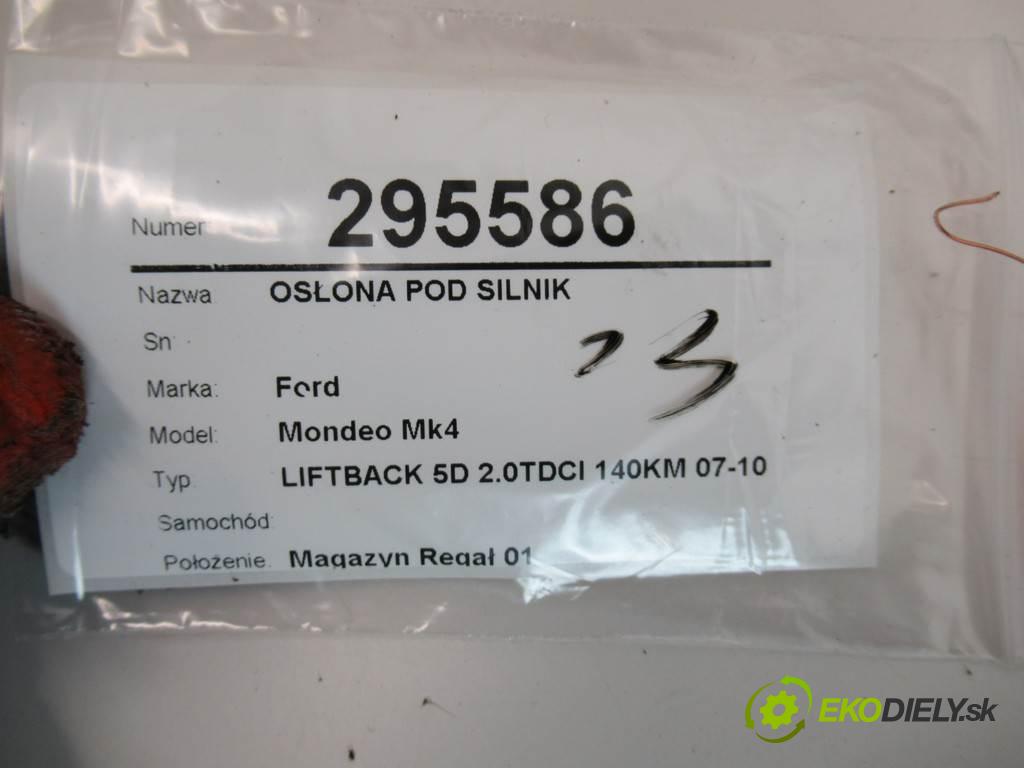 Numer 295586
Nazwa OSŁONA POD SILNIK
Sn
Marka: Ford
Model: Mondeo Mk4
Typ LIFTBACK 5D 2.0TDCI 140KM 07-10
Samochód:
Położenie. Magazyn Regał 01
EKODIELY.sk